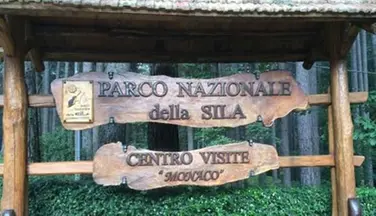 PARCO NAZIONALE
della SILA
CENTRO VISITE
"MONACO"